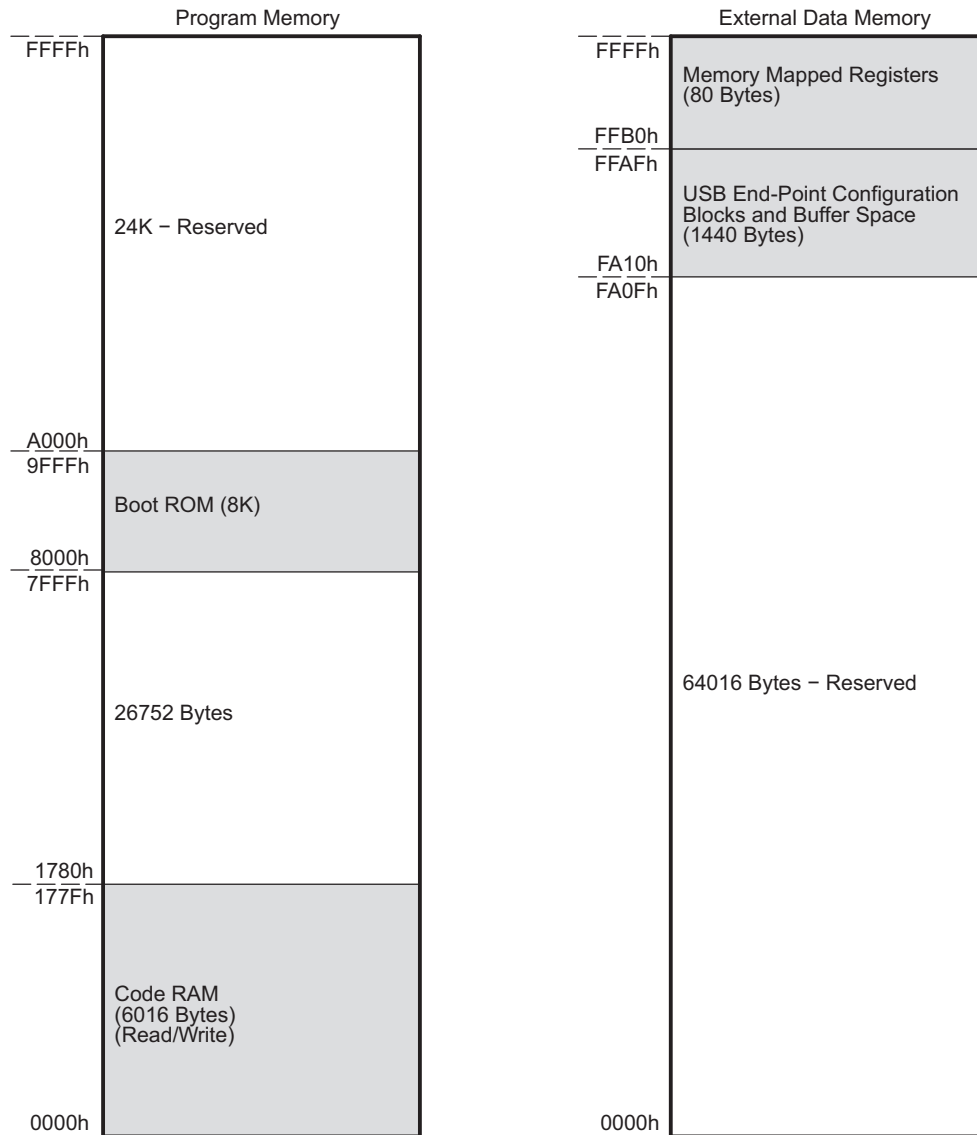 Program Memory
FFFFh
24K − Reserved
A000h
9FFFh
Boot ROM (8K)
8000h
7FFFh
26752 Bytes
1780h
177Fh
Code RAM
(6016 Bytes)
(Read/Write)
0000h
External Data Memory
FFFFh
Memory Mapped Registers
(80 Bytes)
FFB0h
FFAFh
USB End-Point Configuration
Blocks and Buffer Space
(1440 Bytes)
FA10h
FA0Fh
64016 Bytes − Reserved
0000h